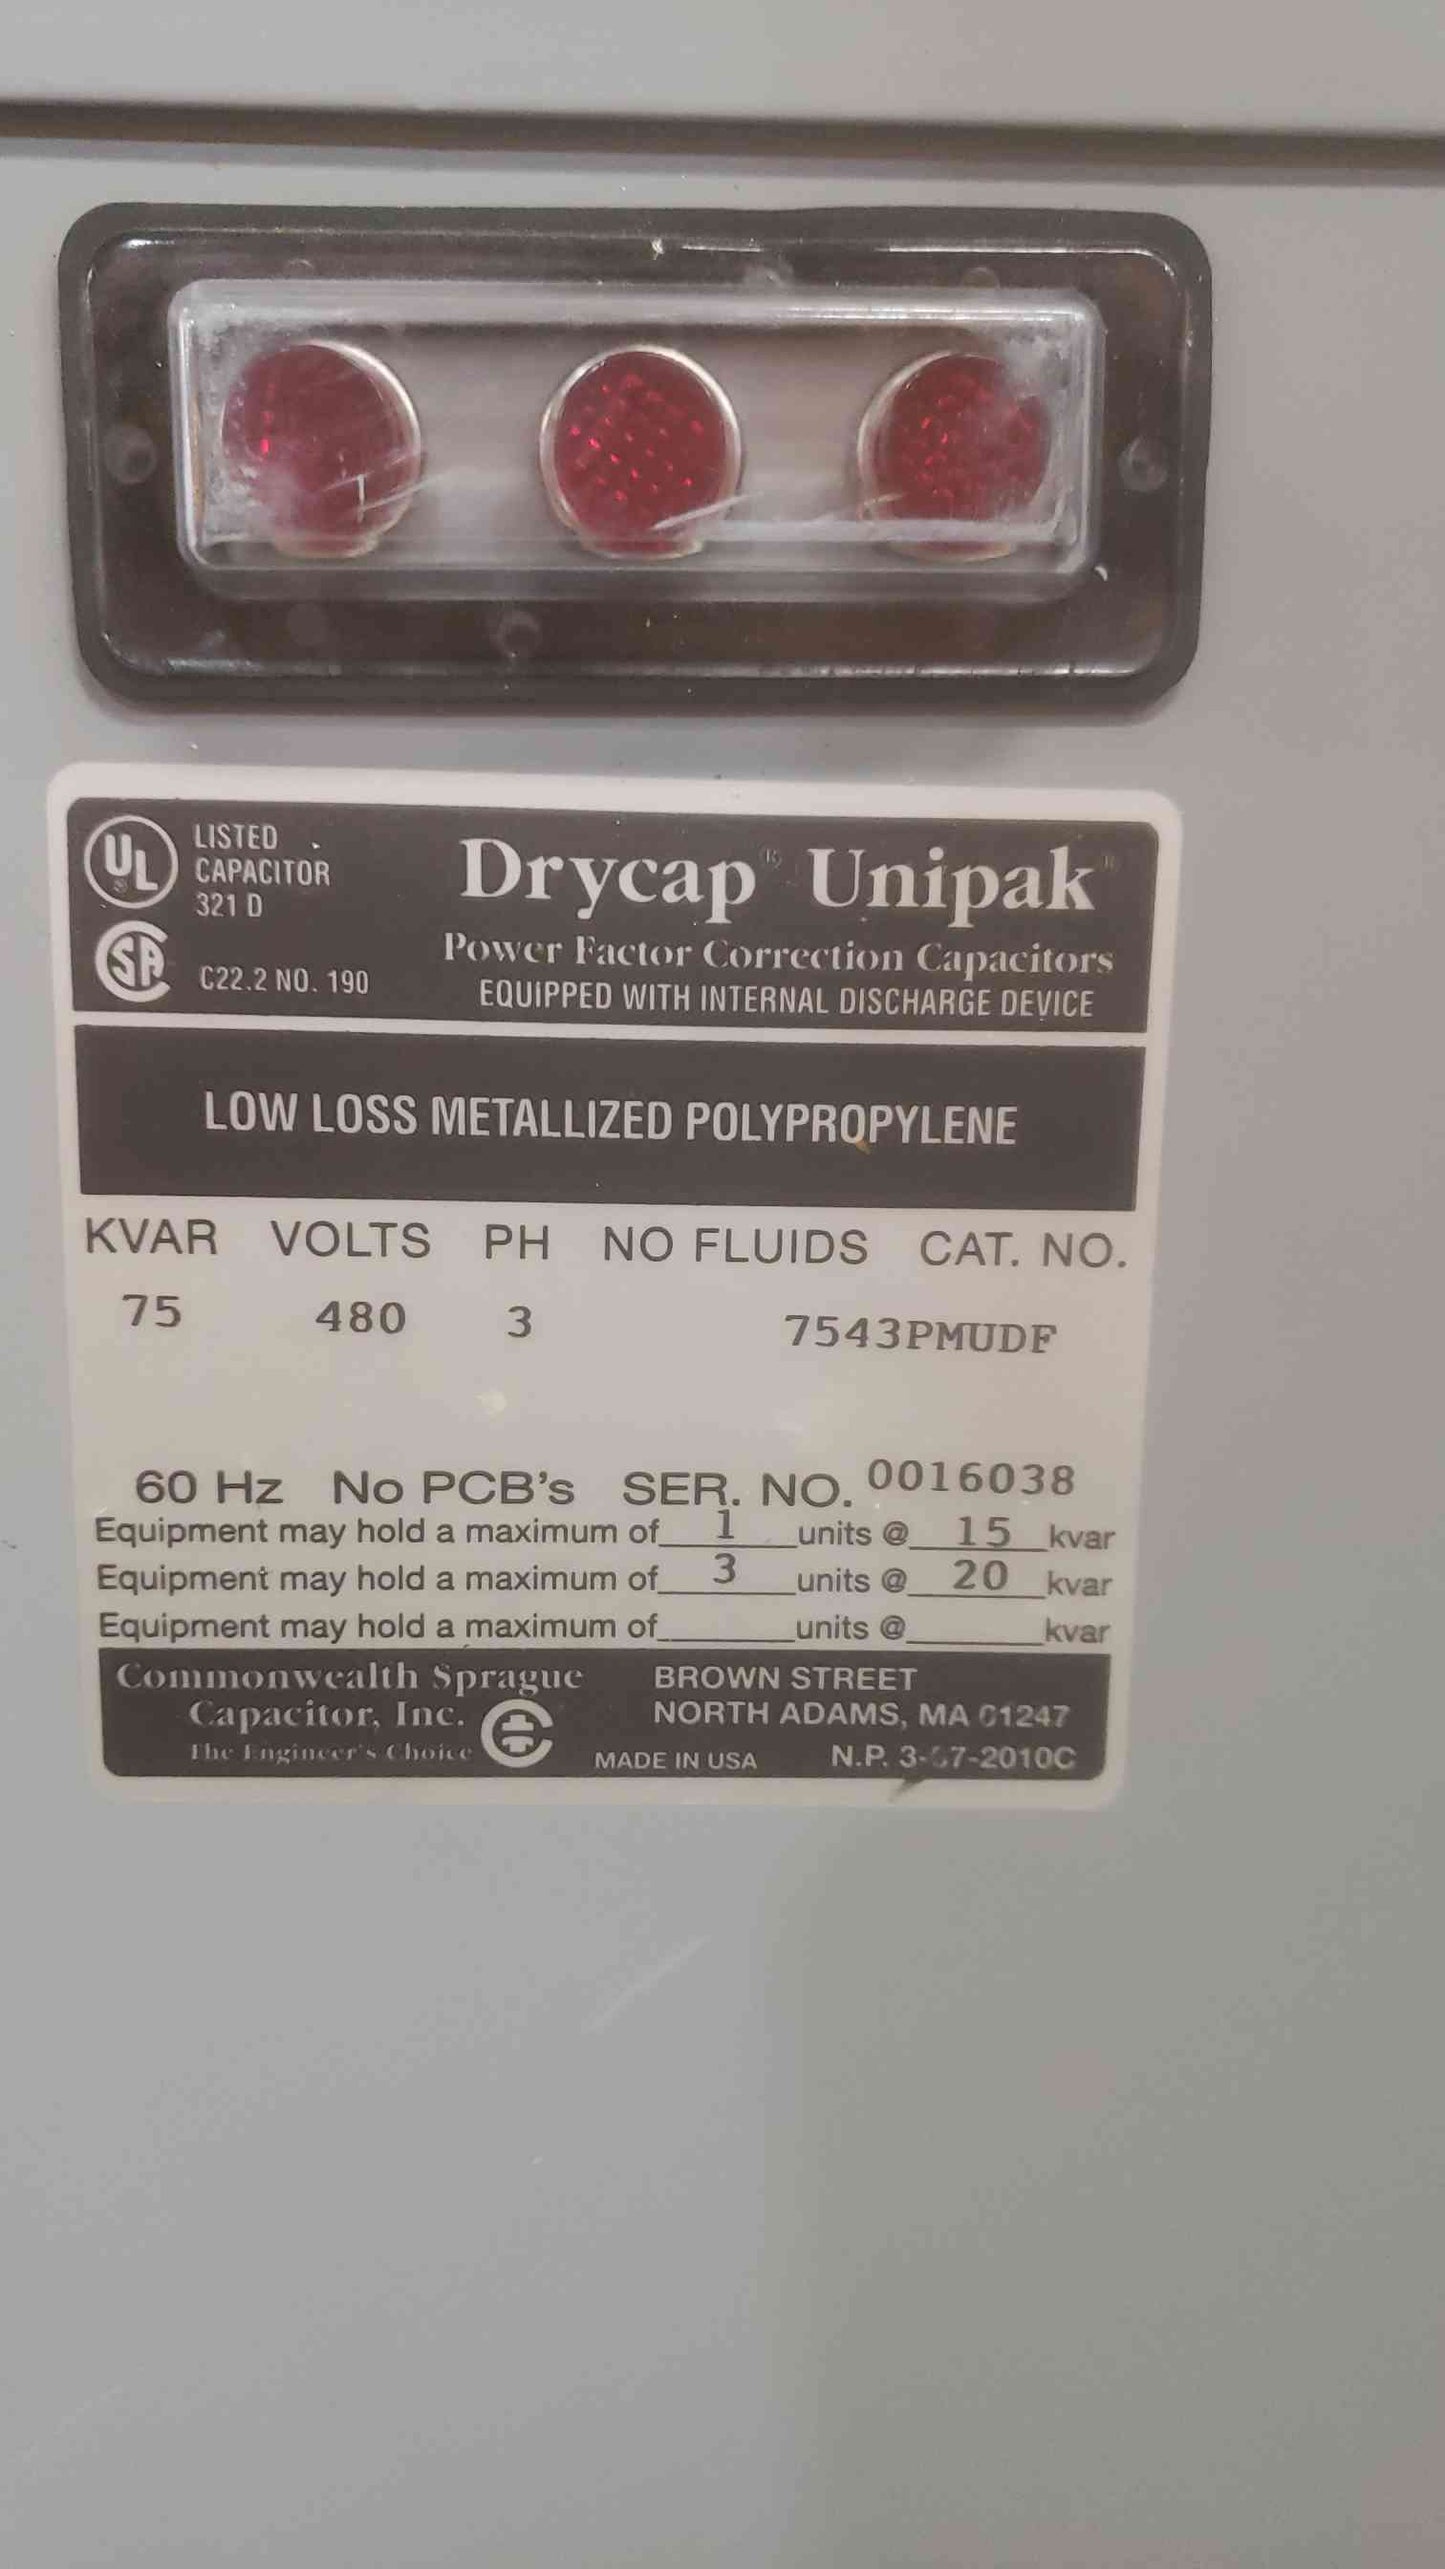 UL LISTED
CAPACITOR
321 D
SA C22.2 NO. 190
Drycap® Unipak®
Power Factor Correction Capacitors
EQUIPPED WITH INTERNAL DISCHARGE DEVICE
LOW LOSS METALLIZED POLYPROPYLENE
KVAR VOLTS PH NO FLUIDS CAT. NO.
75 480 3 7543PMUDF
60 Hz No PCB's SER. NO. 0016038
Equipment may hold a maximum of 1 units @ 15 kvar
Equipment may hold a maximum of 3 units @ 20 kvar
Equipment may hold a maximum of units @ kvar
Commonwealth Sprague
Capacitor, Inc.
The Engineer's Choice
BROWN STREET
NORTH ADAMS, MA 01247
MADE IN USA N.P.